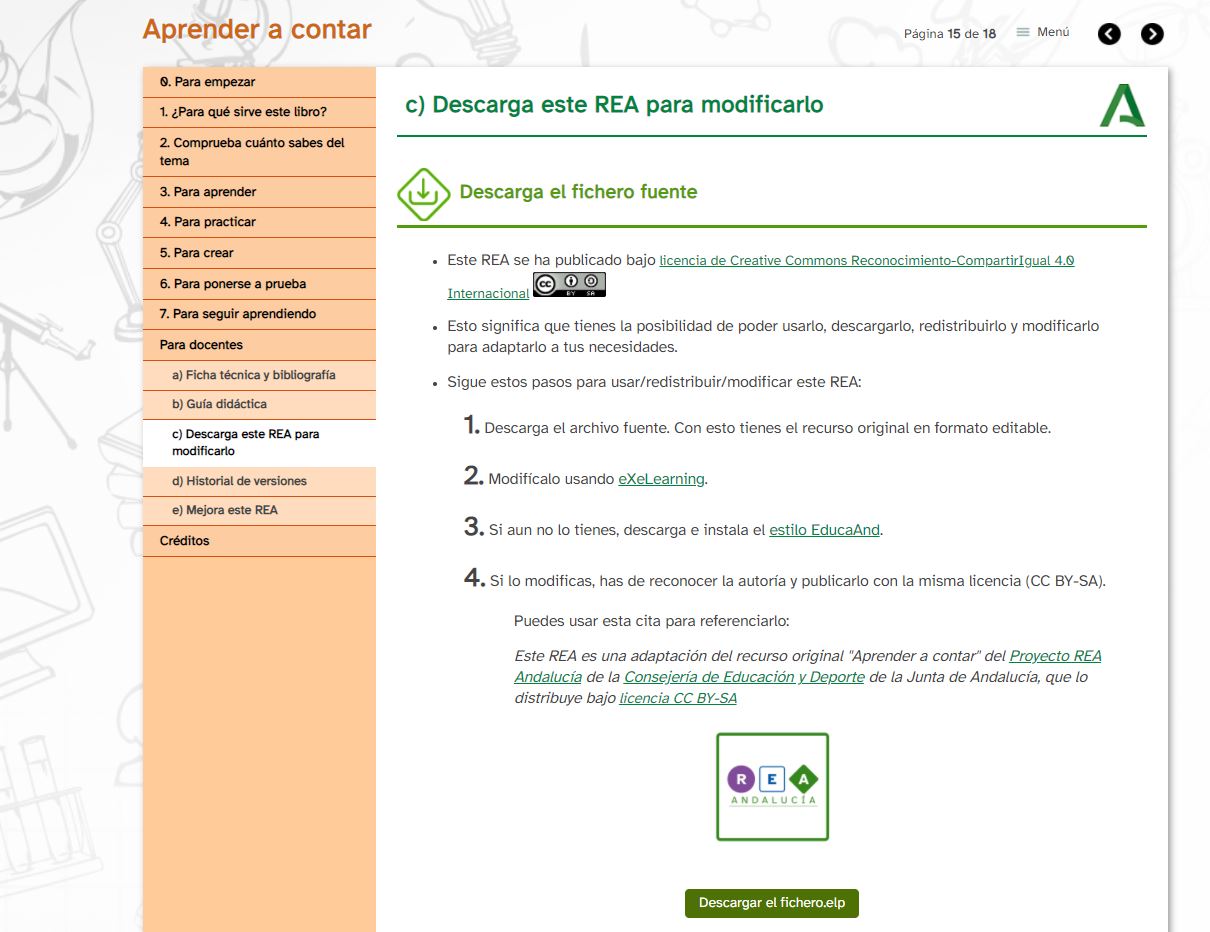 Aprender a contar
Página 15 de 18
Menú
0. Para empezar
1. ¿Para qué sirve este libro?
2. Comprueba cuánto sabes del
tema
3. Para aprender
4. Para practicar
5. Para crear
6. Para ponerse a prueba
7. Para seguir aprendiendo
Para docentes
a) Ficha técnica y bibliografía
b) Guía didáctica
c) Descarga este REA para
modificarlo
d) Historial de versiones
e) Mejora este REA
Créditos
c) Descarga este REA para modificarlo
Descarga el fichero fuente
• Este REA se ha publicado bajo licencia de Creative Commons Reconocimiento-CompartirIgual 4.0
Internacional cc BY SA
• Esto significa que tienes la posibilidad de poder usarlo, descargarlo, redistribuirlo y modificarlo
para adaptarlo a tus necesidades.
• Sigue estos pasos para usar/redistribuir/modificar este REA:
1. Descarga el archivo fuente. Con esto tienes el recurso original en formato editable.
2. Modifícalo usando eXeLearning.
3. Si aun no lo tienes, descarga e instala el estilo EducaAnd.
4. Si lo modificas, has de reconocer la autoría y publicarlo con la misma licencia (CC BY-SA).
Puedes usar esta cita para referenciarlo:
Este REA es una adaptación del recurso original "Aprender a contar" del Proyecto REA
Andalucía de la Consejería de Educación y Deporte de la Junta de Andalucía, que lo
distribuye bajo licencia CC BY-SA
R E A
ANDALUCÍA
Descargar el fichero.elp